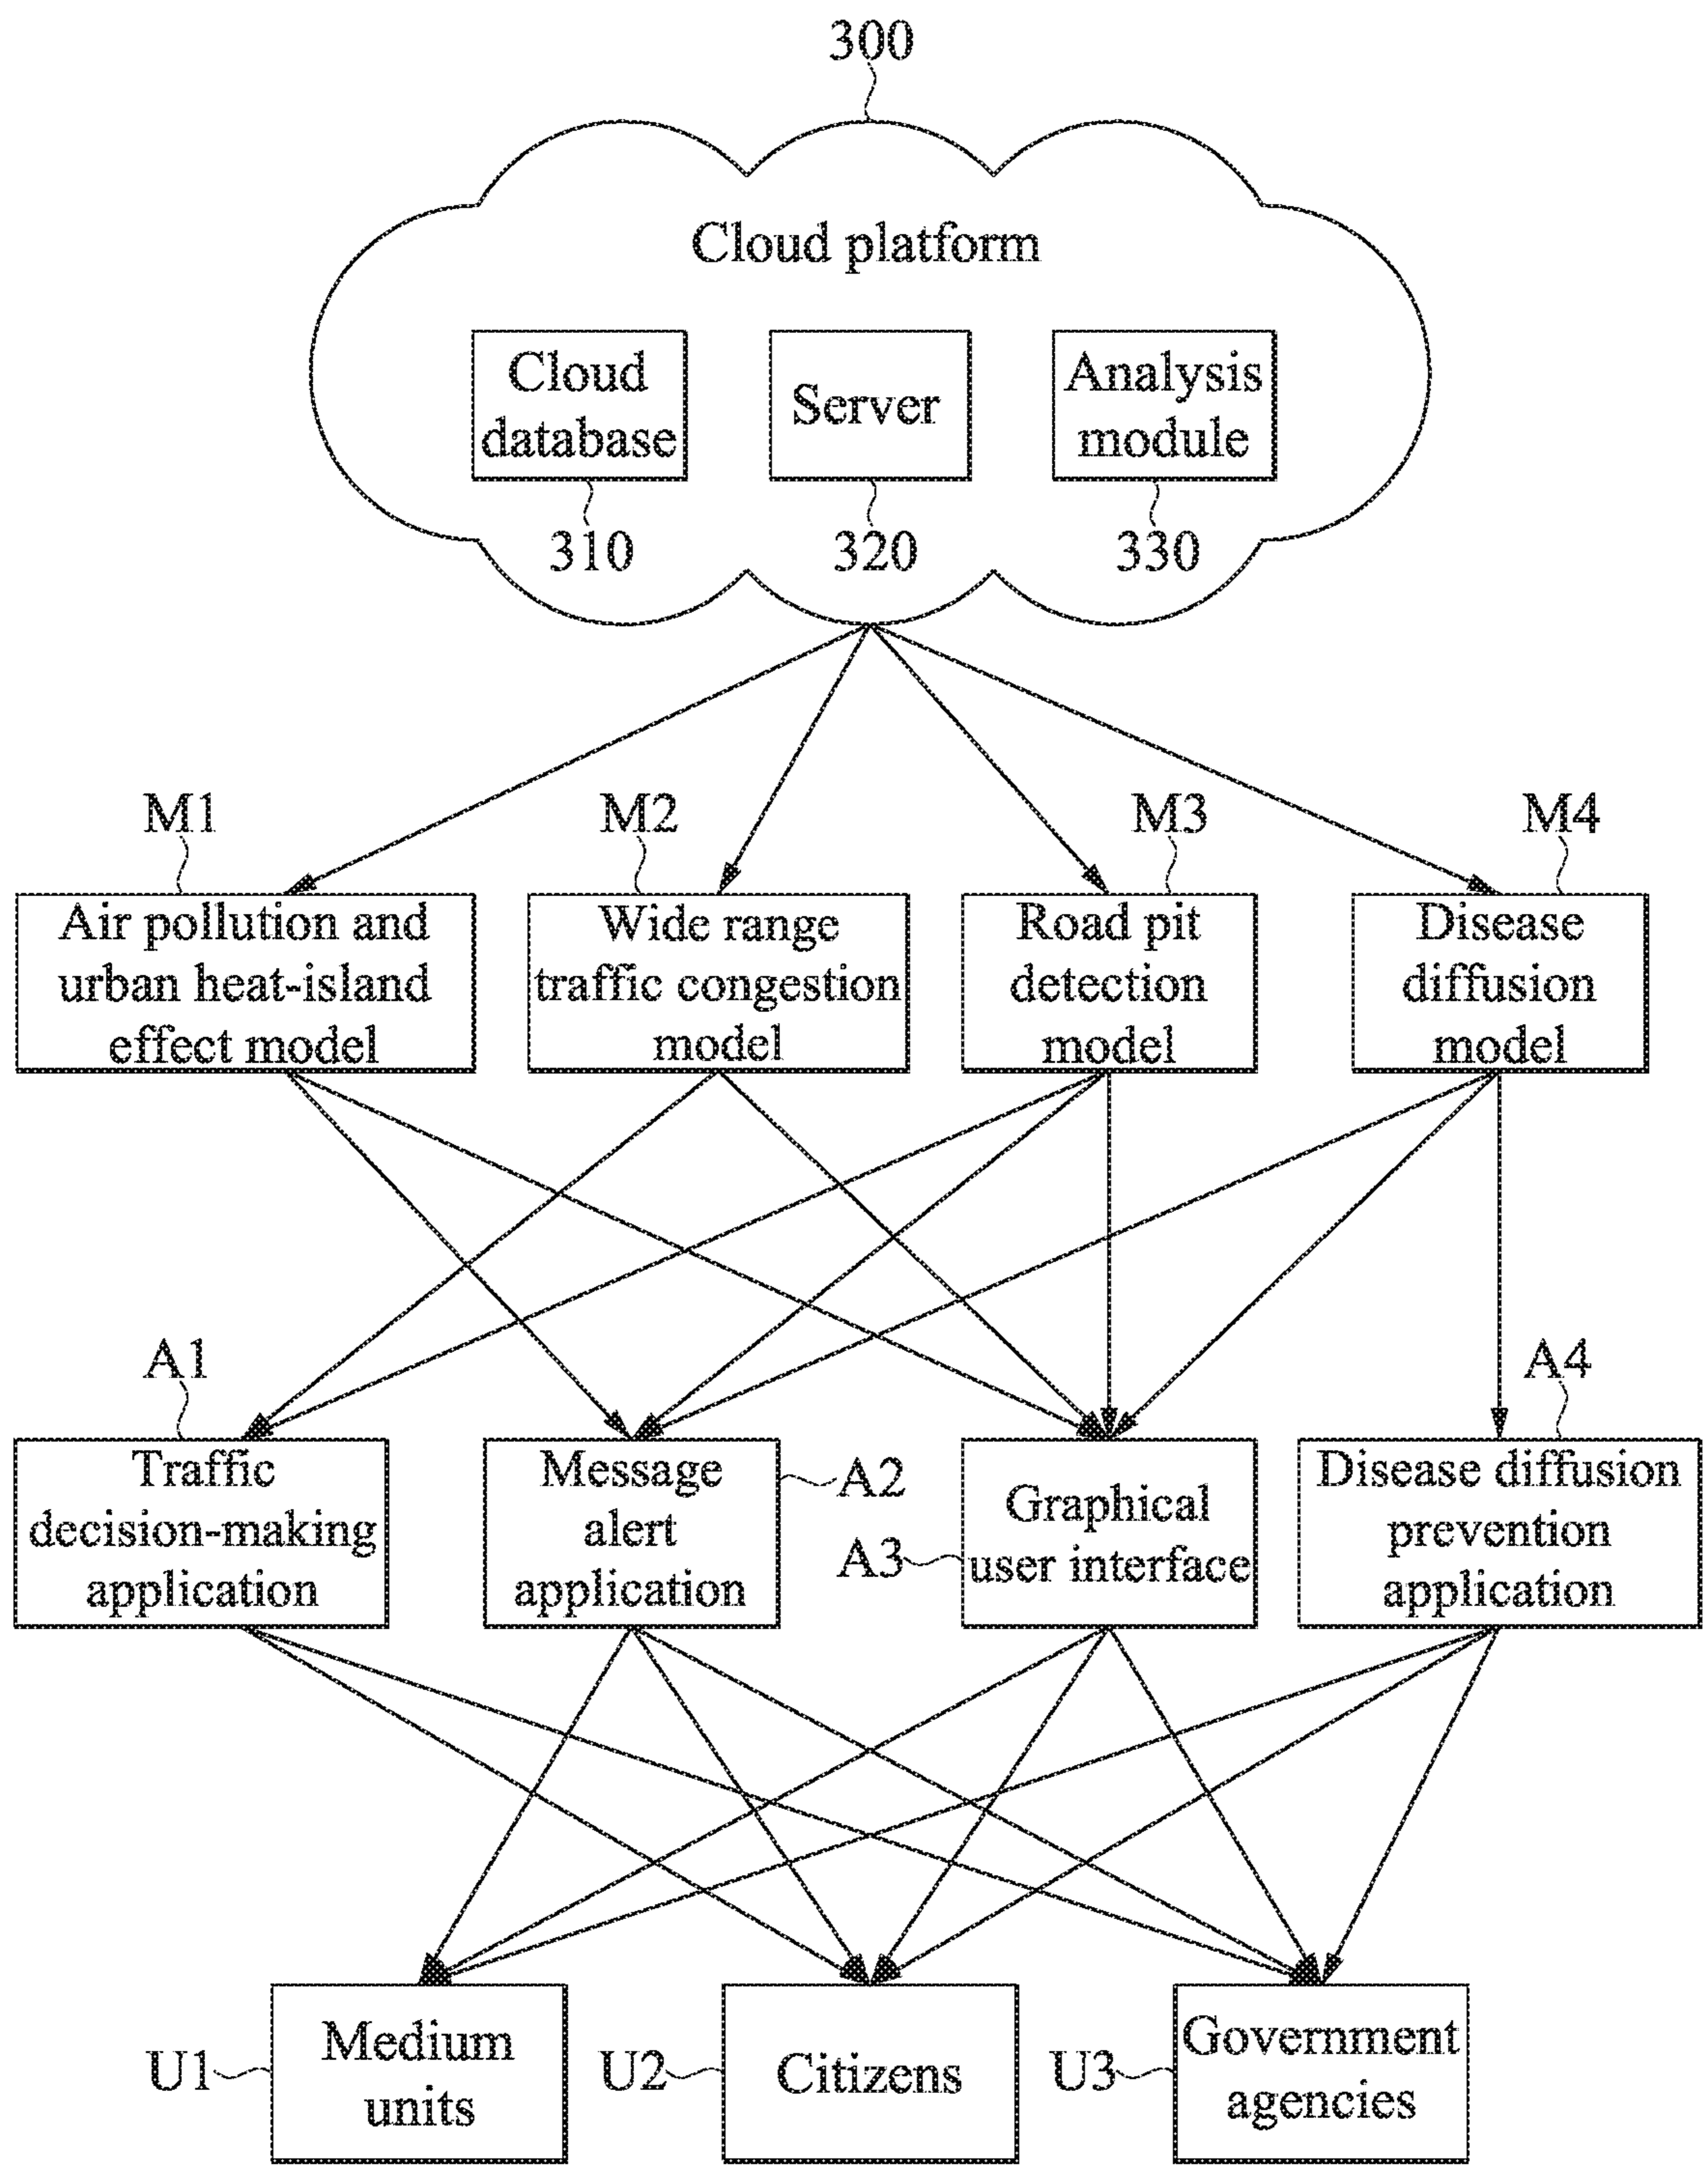 300
Cloud platform
Cloud
database
Server
Analysis
module
310
320
330
M1
M2
M3
M4
Air pollution and
urban heat-island
effect model
Wide range
traffic congestion
model
Road pit
detection
model
Disease
diffusion
model
A1
A4
Traffic
decision-making
application
Message
alert
application
A2
A3
Graphical
user interface
Disease diffusion
prevention
application
U1
Medium
units
U2
Citizens
U3
Government
agencies